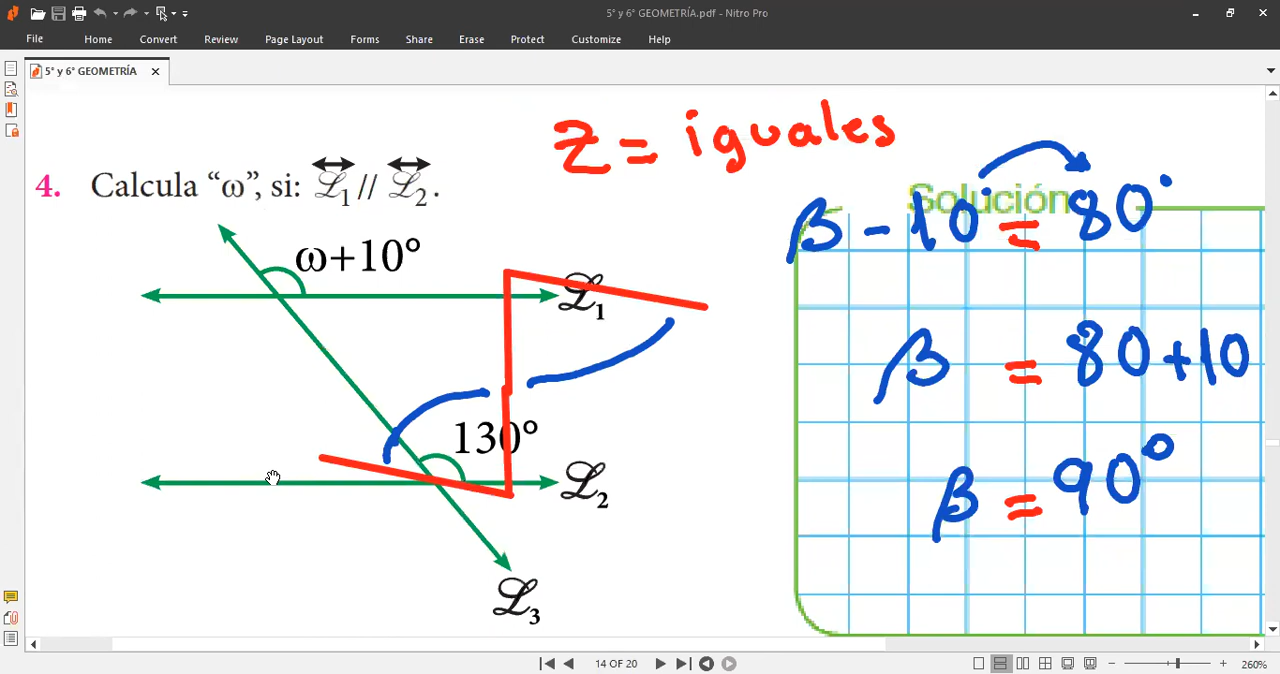 5° y 6° GEOMETRÍA.pdf - Nitro Pro
File Home Convert Review Page Layout Forms Share Erase Protect Customize Help
5° y 6° GEOMETRÍA
z = iguales
4. Calcula “ω”, si: ℒ1 // ℒ2.
Solución
β - 10 = 80°
ω+10°
ℒ1
β = 80+10
130°
ℒ2
β = 90°
ℒ3
14 OF 20
260%